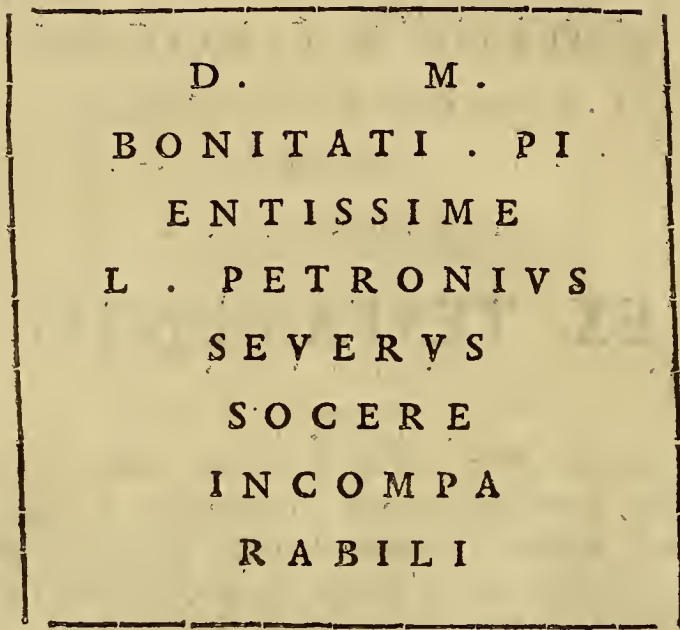 D. M.
BONITATI . PI
ENTISSIME
L . PETRONIVS
SEVERVS
SOCERE
INCOMPA
RABILI